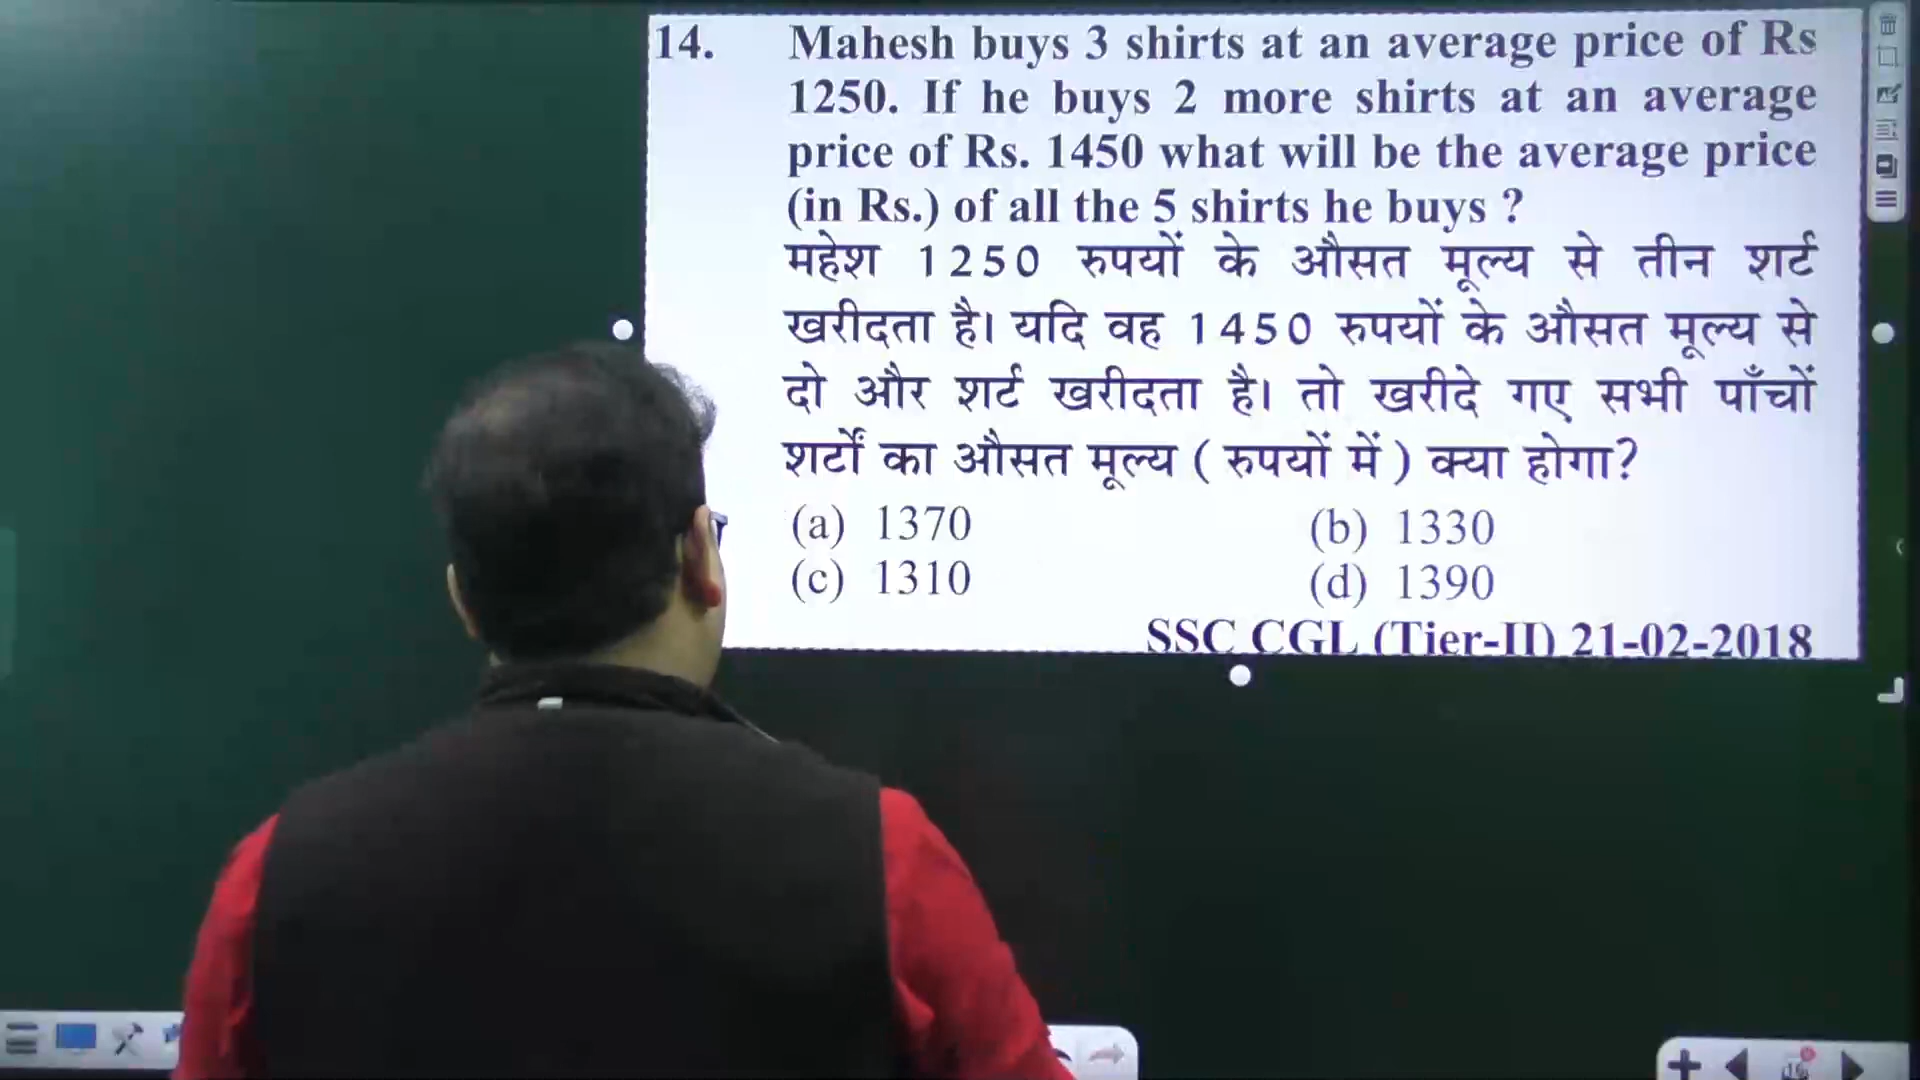 14. Mahesh buys 3 shirts at an average price of Rs
1250. If he buys 2 more shirts at an average
price of Rs. 1450 what will be the average price
(in Rs.) of all the 5 shirts he buys ?
महेश 1250 रुपयों के औसत मूल्य से तीन शर्ट
खरीदता है। यदि वह 1450 रुपयों के औसत मूल्य से
दो और शर्ट खरीदता है। तो खरीदे गए सभी पाँचों
शर्टों का औसत मूल्य ( रुपयों में ) क्या होगा?
(a) 1370 (b) 1330
(c) 1310 (d) 1390
SSC CGL (Tier-II) 21-02-2018